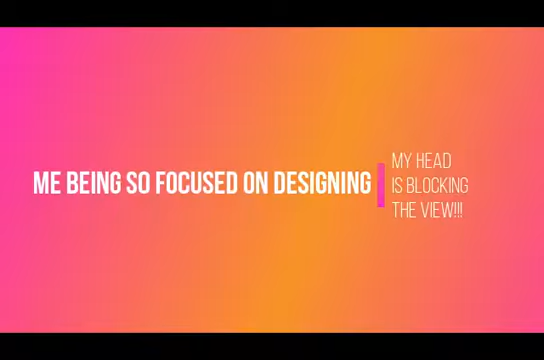 ME BEING SO FOCUSED ON DESIGNING
MY HEAD
IS BLOCKING
THE VIEW!!!